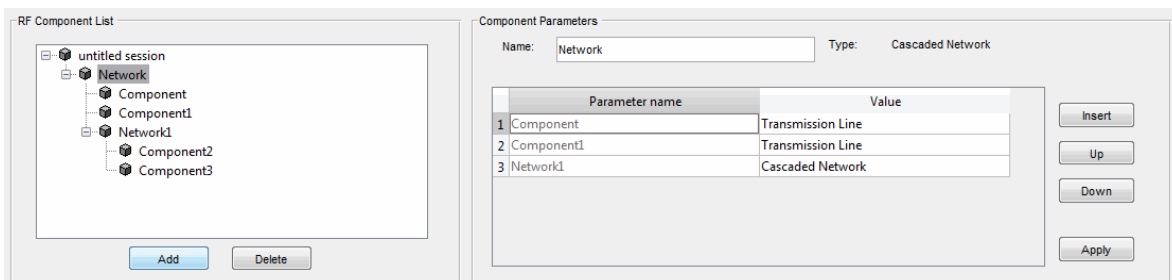 RF Component List
untitled session
Network
Component
Component1
Network1
Component2
Component3
Add Delete
Component Parameters
Name: Network Type: Cascaded Network
Parameter name Value
1 Component Transmission Line
2 Component1 Transmission Line
3 Network1 Cascaded Network
Insert
Up
Down
Apply